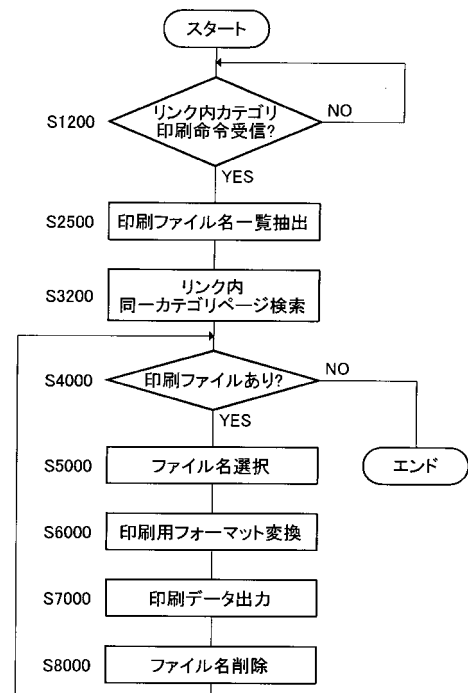 スタート
S1200
リンク内カテゴリ
印刷命令受信?
NO
YES
S2500
印刷ファイル名一覧抽出
S3200
リンク内
同一カテゴリページ検索
S4000
印刷ファイルあり?
NO
YES
エンド
S5000
ファイル名選択
S6000
印刷用フォーマット変換
S7000
印刷データ出力
S8000
ファイル名削除